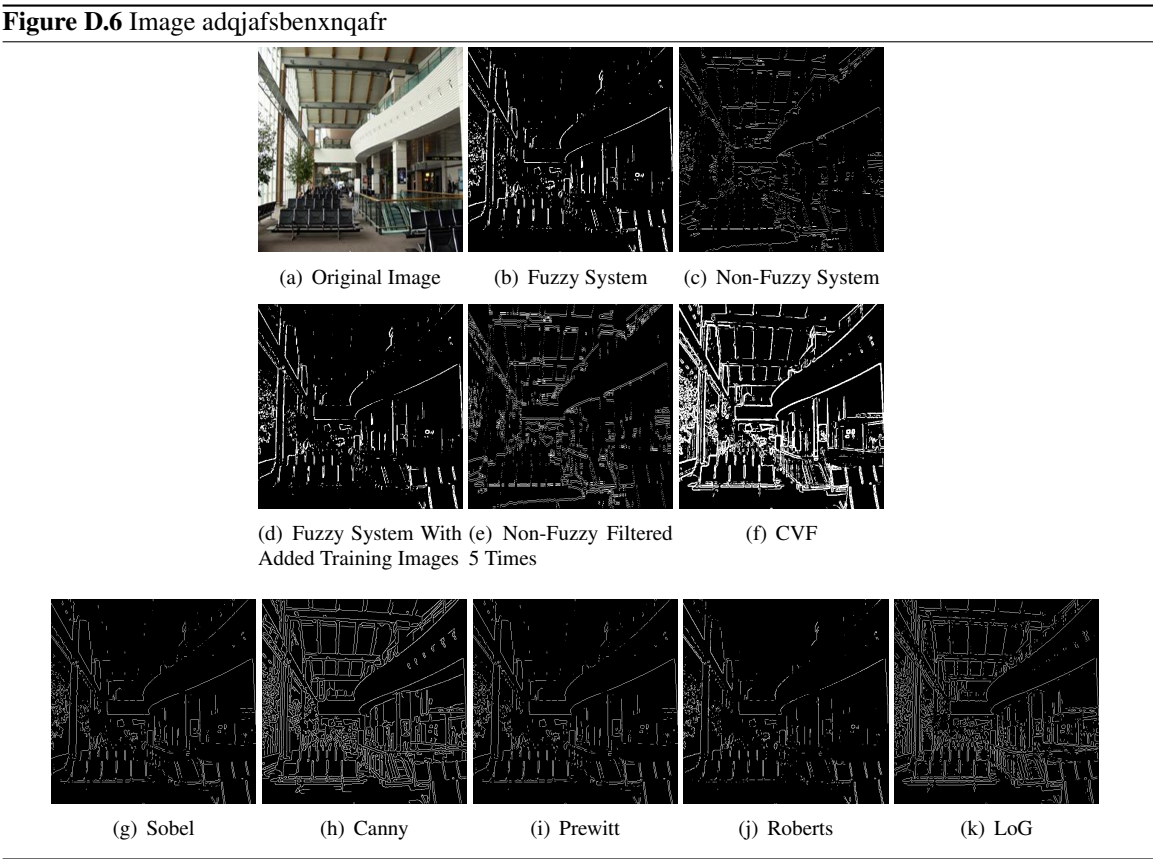 Figure D.6 Image adqjafsbenxnqafr
(a) Original Image
(b) Fuzzy System
(c) Non-Fuzzy System
(d) Fuzzy System With
Added Training Images
(e) Non-Fuzzy Filtered
5 Times
(f) CVF
(g) Sobel
(h) Canny
(i) Prewitt
(j) Roberts
(k) LoG